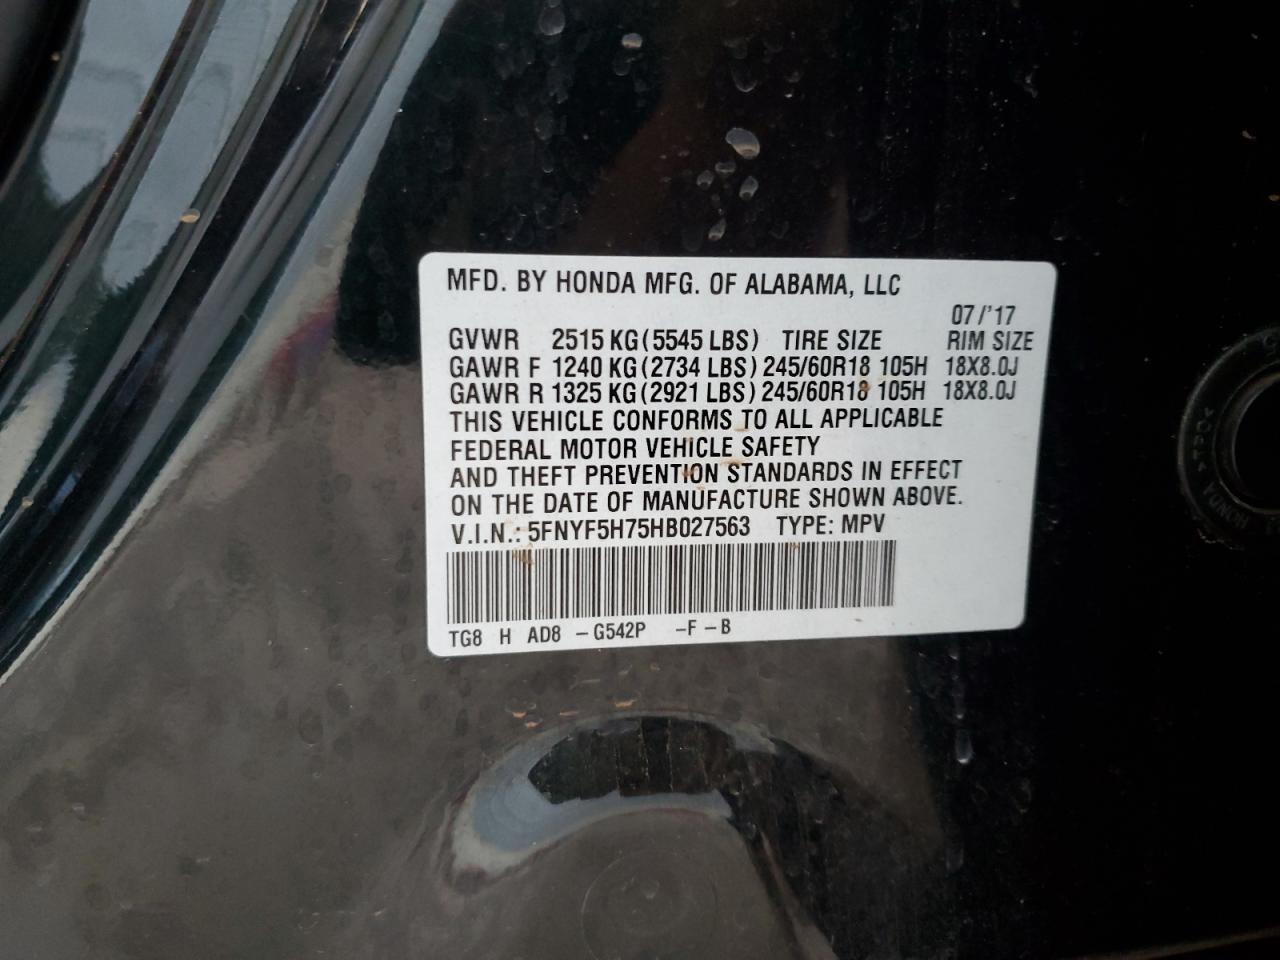 MFD. BY HONDA MFG. OF ALABAMA, LLC
07/'17
GVWR 2515 KG (5545 LBS) TIRE SIZE RIM SIZE
GAWR F 1240 KG (2734 LBS) 245/60R18 105H 18X8.0J
GAWR R 1325 KG (2921 LBS) 245/60R18 105H 18X8.0J
THIS VEHICLE CONFORMS TO ALL APPLICABLE
FEDERAL MOTOR VEHICLE SAFETY
AND THEFT PREVENTION STANDARDS IN EFFECT
ON THE DATE OF MANUFACTURE SHOWN ABOVE.
V.I.N.: 5FNYF5H75HB027563 TYPE: MPV
TG8 H AD8 -G542P -F-B
HONDA >TPO<